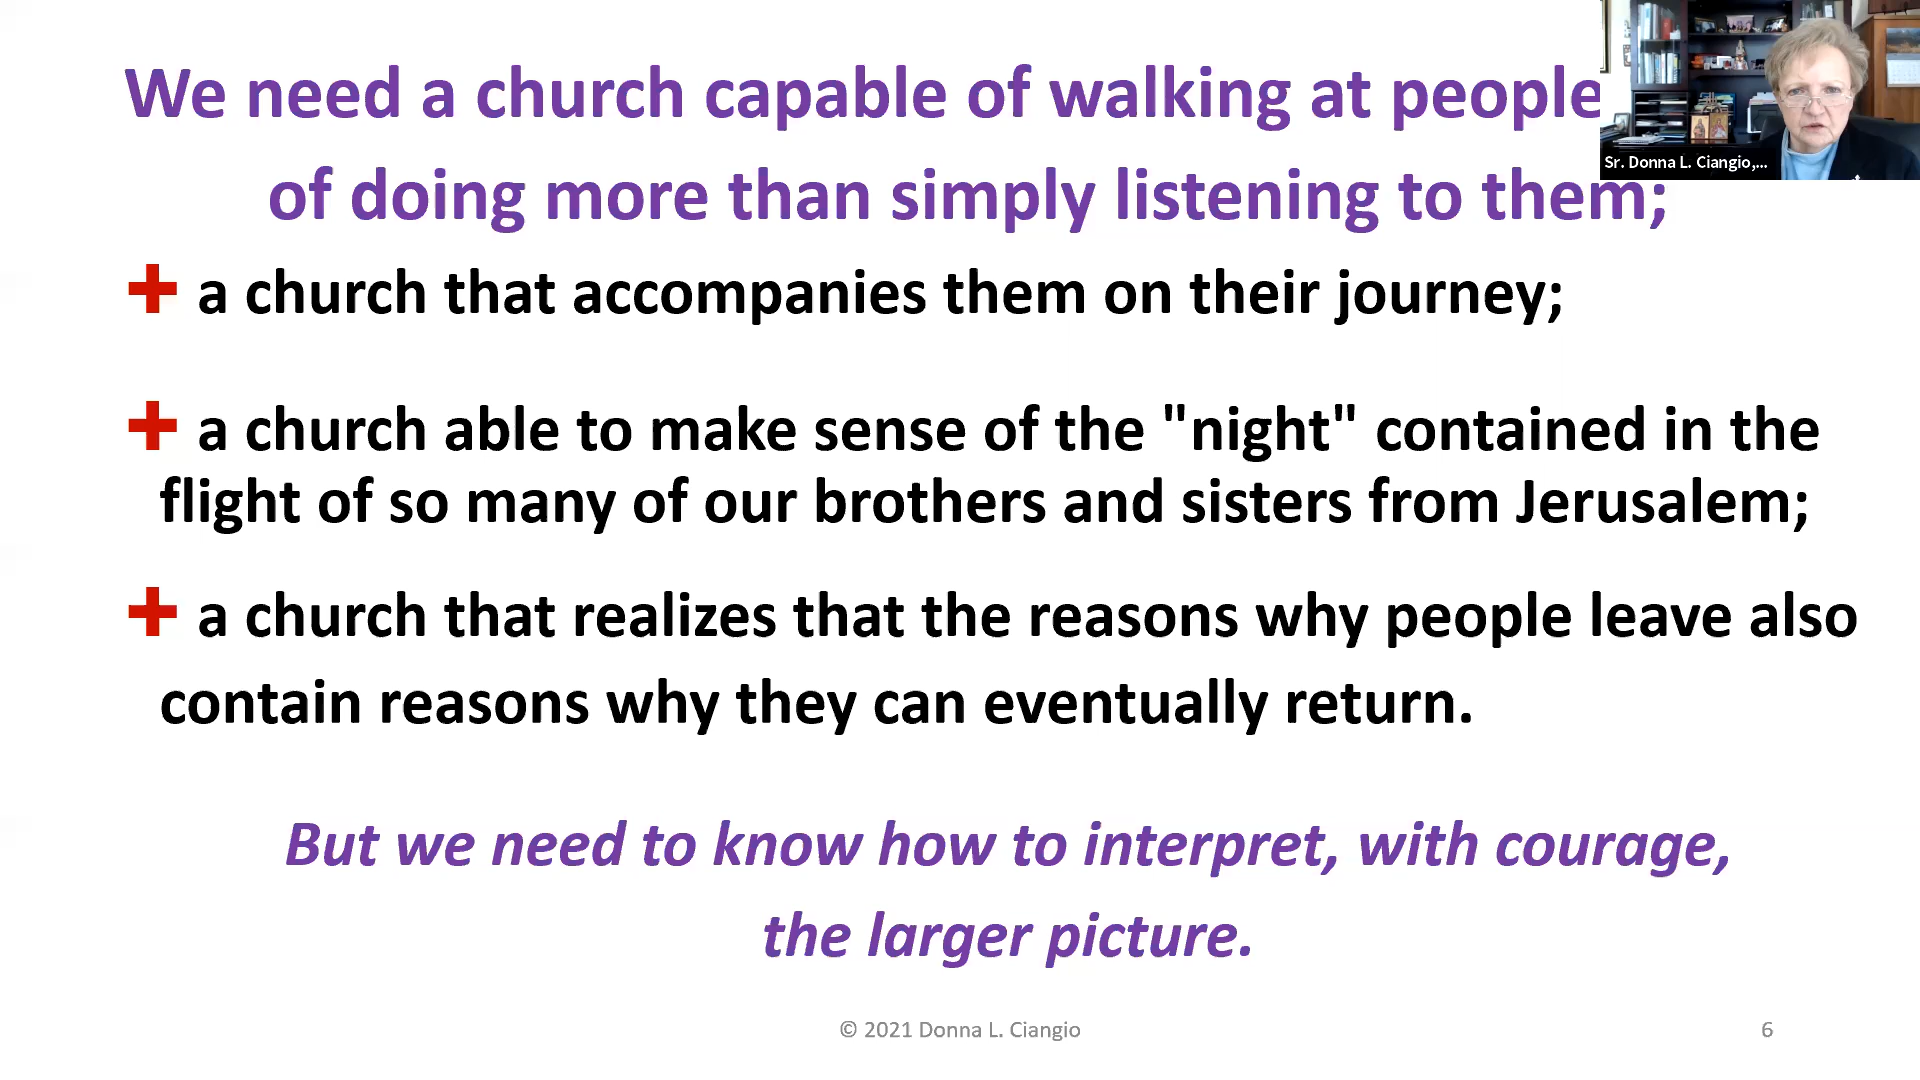 We need a church capable of walking at people
of doing more than simply listening to them;
Sr. Donna L. Ciangio,...
+ a church that accompanies them on their journey;
+ a church able to make sense of the "night" contained in the
flight of so many of our brothers and sisters from Jerusalem;
+ a church that realizes that the reasons why people leave also
contain reasons why they can eventually return.
But we need to know how to interpret, with courage,
the larger picture.
© 2021 Donna L. Ciangio
6